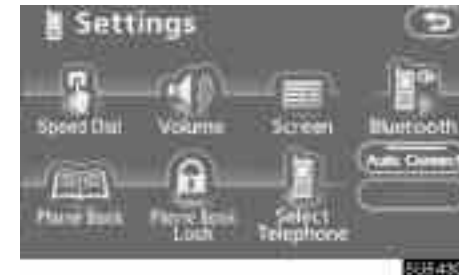 Settings
Speed Dial
Volume
Screen
Bluetooth
Auto Connect
Phone Book
Phone Book
Lock
Select
Telephone